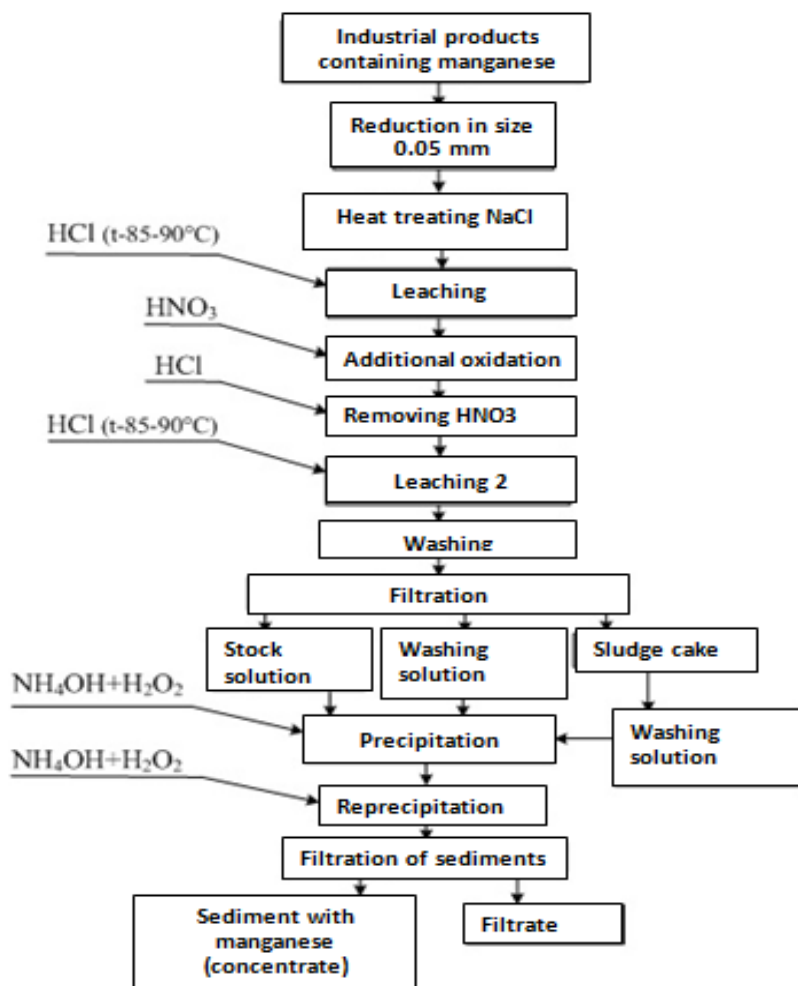 Industrial products
containing manganese
Reduction in size
0.05 mm
Heat treating NaCl
HCl (t-85-90°C)
Leaching
HNO₃
Additional oxidation
HCl
Removing HNO3
HCl (t-85-90°C)
Leaching 2
Washing
Filtration
Stock
solution
Washing
solution
Sludge cake
NH₄OH+H₂O₂
Precipitation
Washing
solution
NH₄OH+H₂O₂
Reprecipitation
Filtration of sediments
Sediment with
manganese
(concentrate)
Filtrate